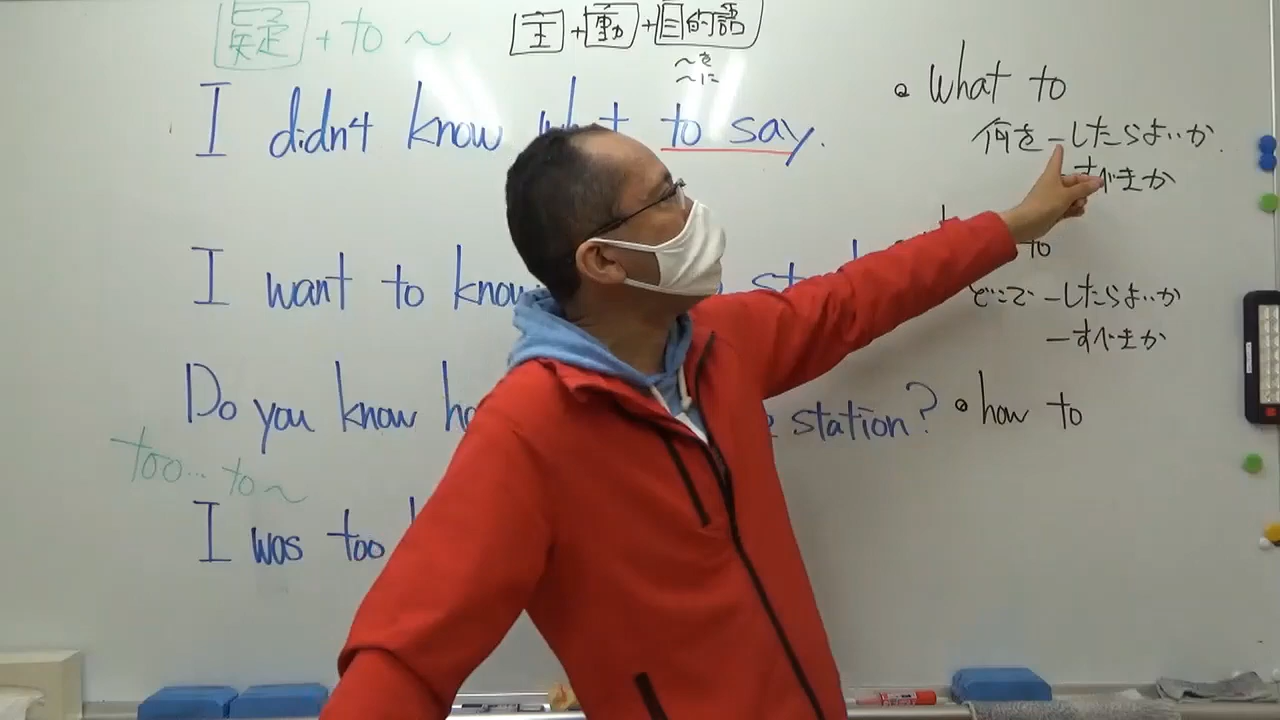 疑 + to ～
主 + 動 + 目的語
～を
～に
I didn't know what to say.
I want to know
Do you know station?
too… to ～
I was too
• what to
何を ―したらよいか.
すべきか
to
どこで ―したらよいか
―すべきか
• how to